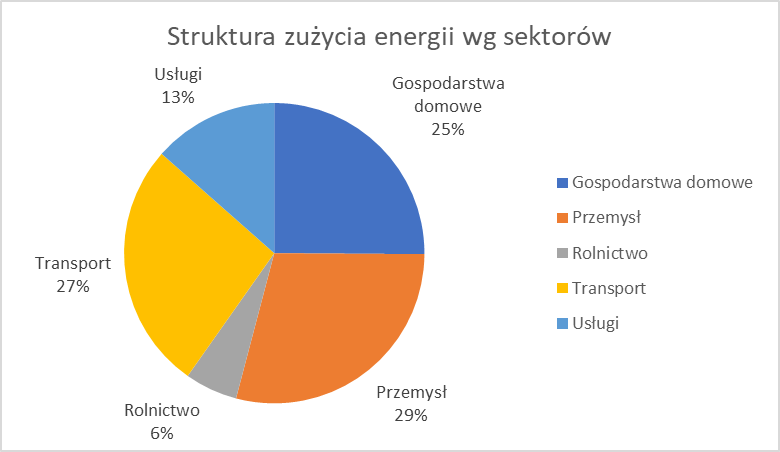 Struktura zużycia energii wg sektorów
Usługi
13%
Gospodarstwa
domowe
25%
Transport
27%
Rolnictwo
6%
Przemysł
29%
Gospodarstwa domowe
Przemysł
Rolnictwo
Transport
Usługi